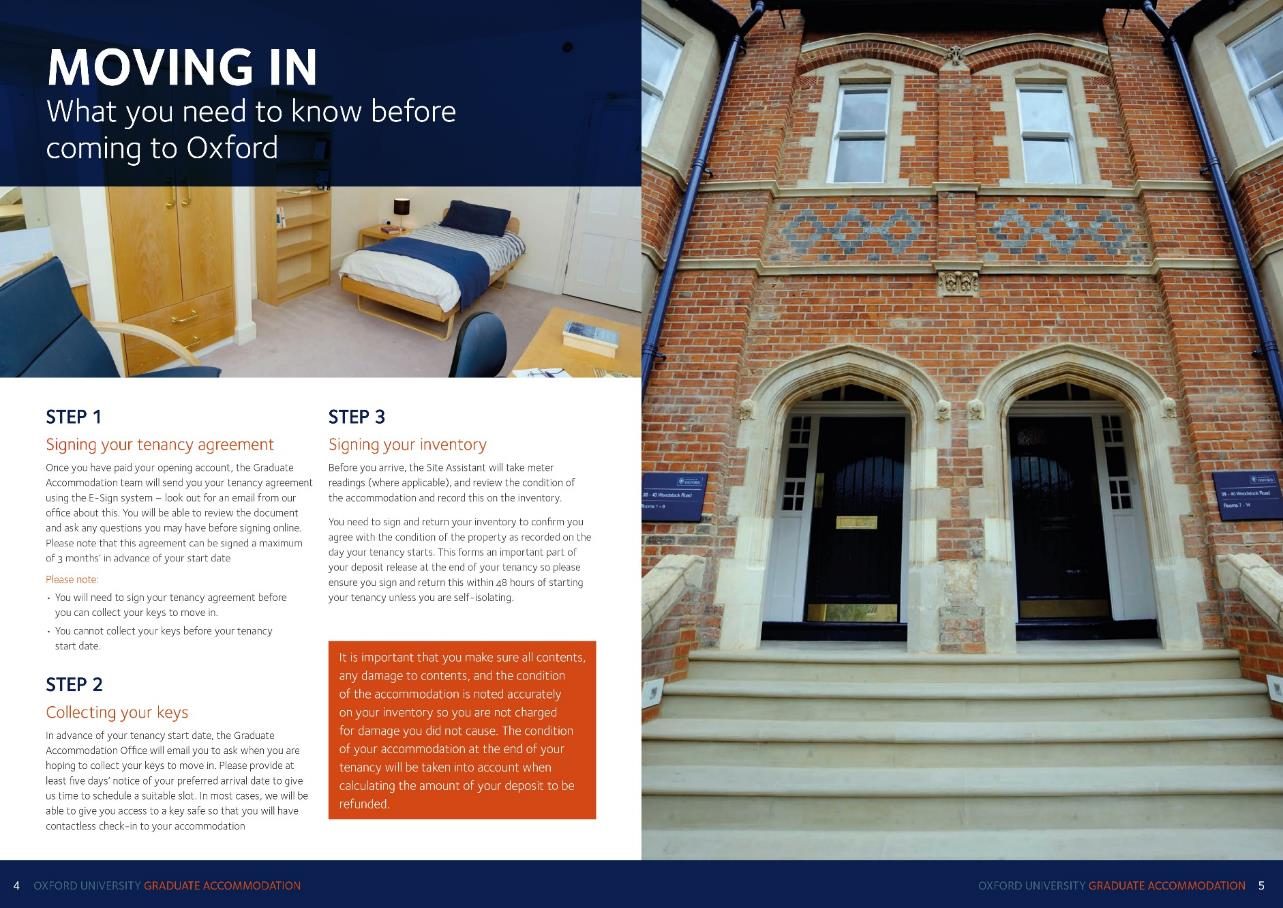 MOVING IN
What you need to know before
coming to Oxford
STEP 1
Signing your tenancy agreement
Once you have paid your opening account, the Graduate
Accommodation team will send you your tenancy agreement
using the E-Sign system – look out for an email from our
office about this. You will be able to review the document
and ask any questions you may have before signing online.
Please note that this agreement can be signed a maximum
of 3 months' in advance of your start date
Please note:
• You will need to sign your tenancy agreement before
you can collect your keys to move in.
• You cannot collect your keys before your tenancy
start date.
STEP 2
Collecting your keys
In advance of your tenancy start date, the Graduate
Accommodation Office will email you to ask when you are
hoping to collect your keys to move in. Please provide at
least five days' notice of your preferred arrival date to give
us time to schedule a suitable slot. In most cases, we will be
able to give you access to a key safe so that you will have
contactless check-in to your accommodation
STEP 3
Signing your inventory
Before you arrive, the Site Assistant will take meter
readings (where applicable), and review the condition of
the accommodation and record this on the inventory.
You need to sign and return your inventory to confirm you
agree with the condition of the property as recorded on the
day your tenancy starts. This forms an important part of
your deposit release at the end of your tenancy so please
ensure you sign and return this within 48 hours of starting
your tenancy unless you are self-isolating.
It is important that you make sure all contents,
any damage to contents, and the condition
of the accommodation is noted accurately
on your inventory so you are not charged
for damage you did not cause. The condition
of your accommodation at the end of your
tenancy will be taken into account when
calculating the amount of your deposit to be
refunded.
38 - 40 Woodstock Road
Rooms 1 - 6
38 - 40 Woodstock Road
Rooms 7 - 14
4 OXFORD UNIVERSITY GRADUATE ACCOMMODATION
OXFORD UNIVERSITY GRADUATE ACCOMMODATION 5